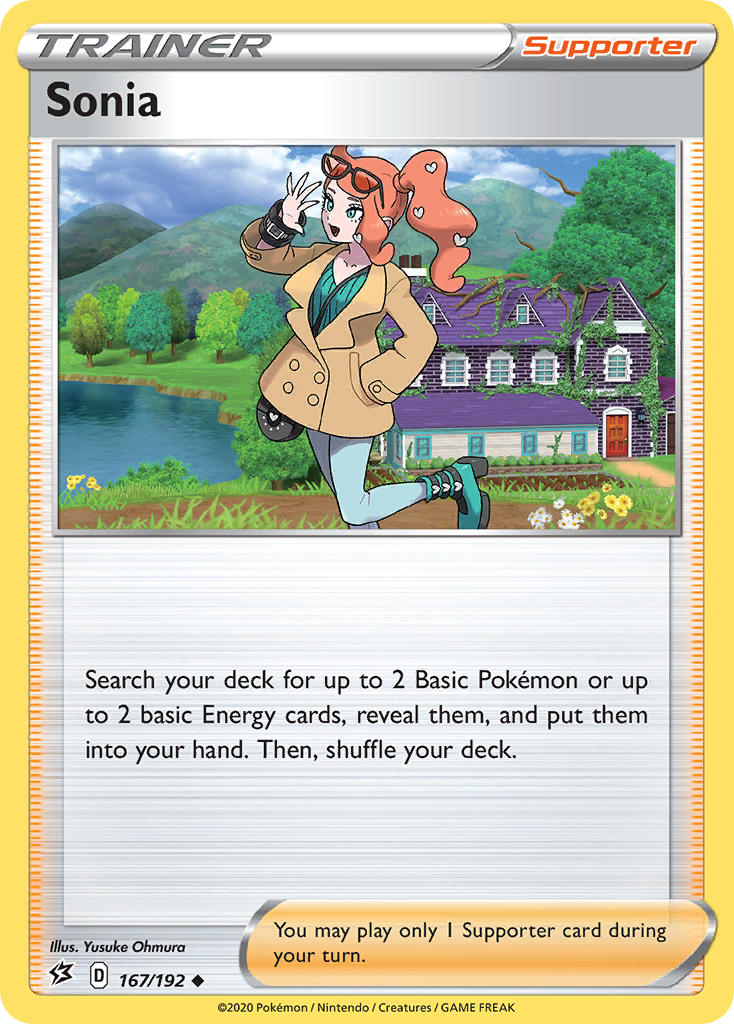 TRAINER
Supporter
Sonia
Search your deck for up to 2 Basic Pokémon or up
to 2 basic Energy cards, reveal them, and put them
into your hand. Then, shuffle your deck.
Illus. Yusuke Ohmura
You may play only 1 Supporter card during
your turn.
D 167/192 ◆
©2020 Pokémon / Nintendo / Creatures / GAME FREAK